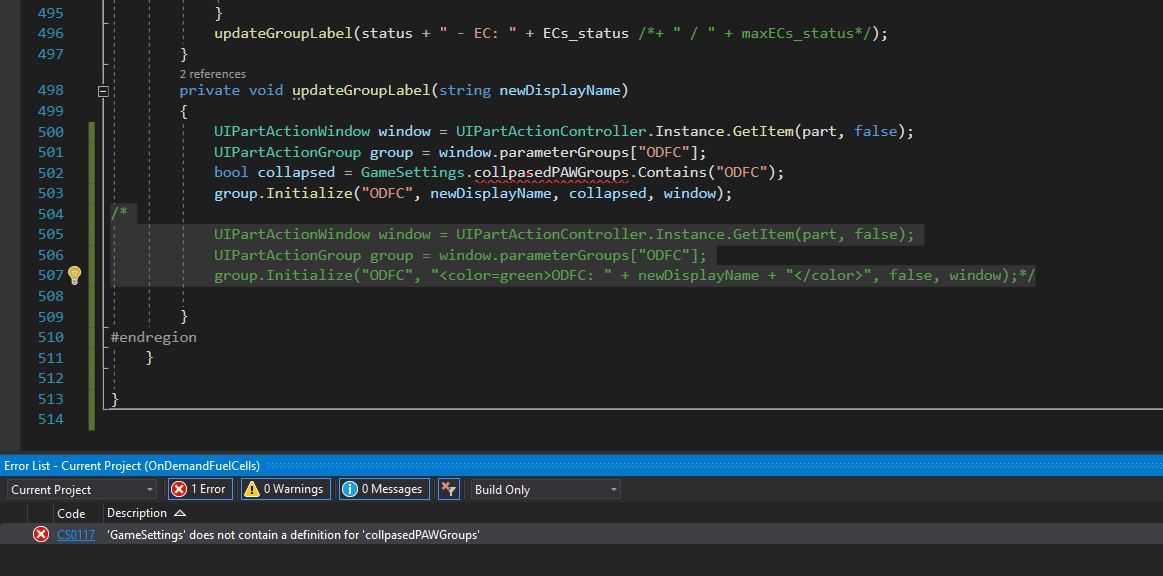 495 }
496 updateGroupLabel(status + " - EC: " + ECs_status /*+ " / " + maxECs_status*/);
497 }
2 references
498 private void updateGroupLabel(string newDisplayName)
499 {
500 UIPartActionWindow window = UIPartActionController.Instance.GetItem(part, false);
501 UIPartActionGroup group = window.parameterGroups["ODFC"];
502 bool collapsed = GameSettings.collpasedPAWGroups.Contains("ODFC");
503 group.Initialize("ODFC", newDisplayName, collapsed, window);
504 /*
505 UIPartActionWindow window = UIPartActionController.Instance.GetItem(part, false);
506 UIPartActionGroup group = window.parameterGroups["ODFC"];
507 group.Initialize("ODFC", "<color=green>ODFC: " + newDisplayName + "</color>", false, window);*/
508
509 }
510 #endregion
511 }
512
513 }
514
Error List - Current Project (OnDemandFuelCells)
Current Project 1 Error 0 Warnings 0 Messages Build Only
Code Description
CS0117 'GameSettings' does not contain a definition for 'collpasedPAWGroups'